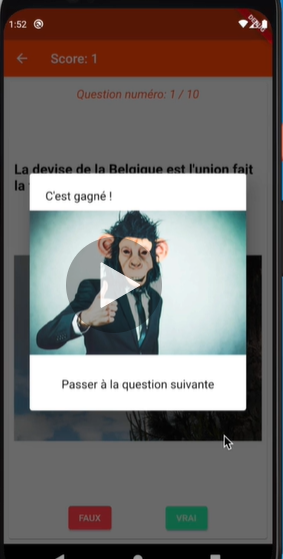 1:52
Score: 1
Question numéro: 1 / 10
La devise de la Belgique est l'union fait
la
C'est gagné !
Passer à la question suivante
FAUX
VRAI